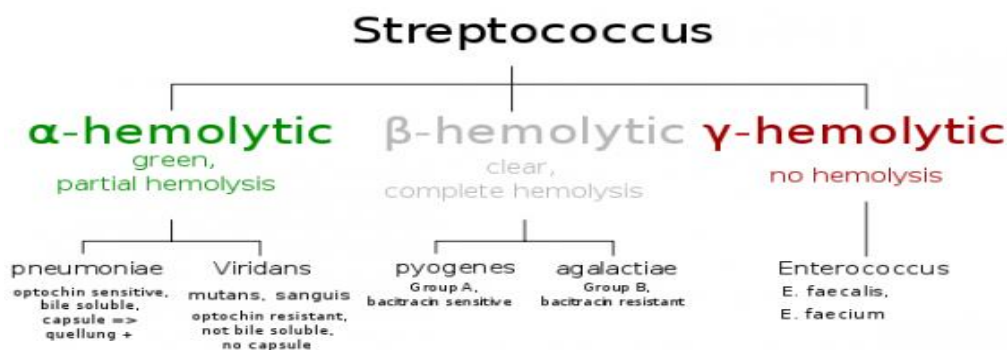 Streptococcus
α-hemolytic
green,
partial hemolysis
β-hemolytic
clear,
complete hemolysis
γ-hemolytic
no hemolysis
pneumoniae
optochin sensitive,
bile soluble,
capsule =>
quellung +
Viridans
mutans, sanguis
optochin resistant,
not bile soluble,
no capsule
pyogenes
Group A,
bacitracin sensitive
agalactiae
Group B,
bacitracin resistant
Enterococcus
E. faecalis,
E. faecium